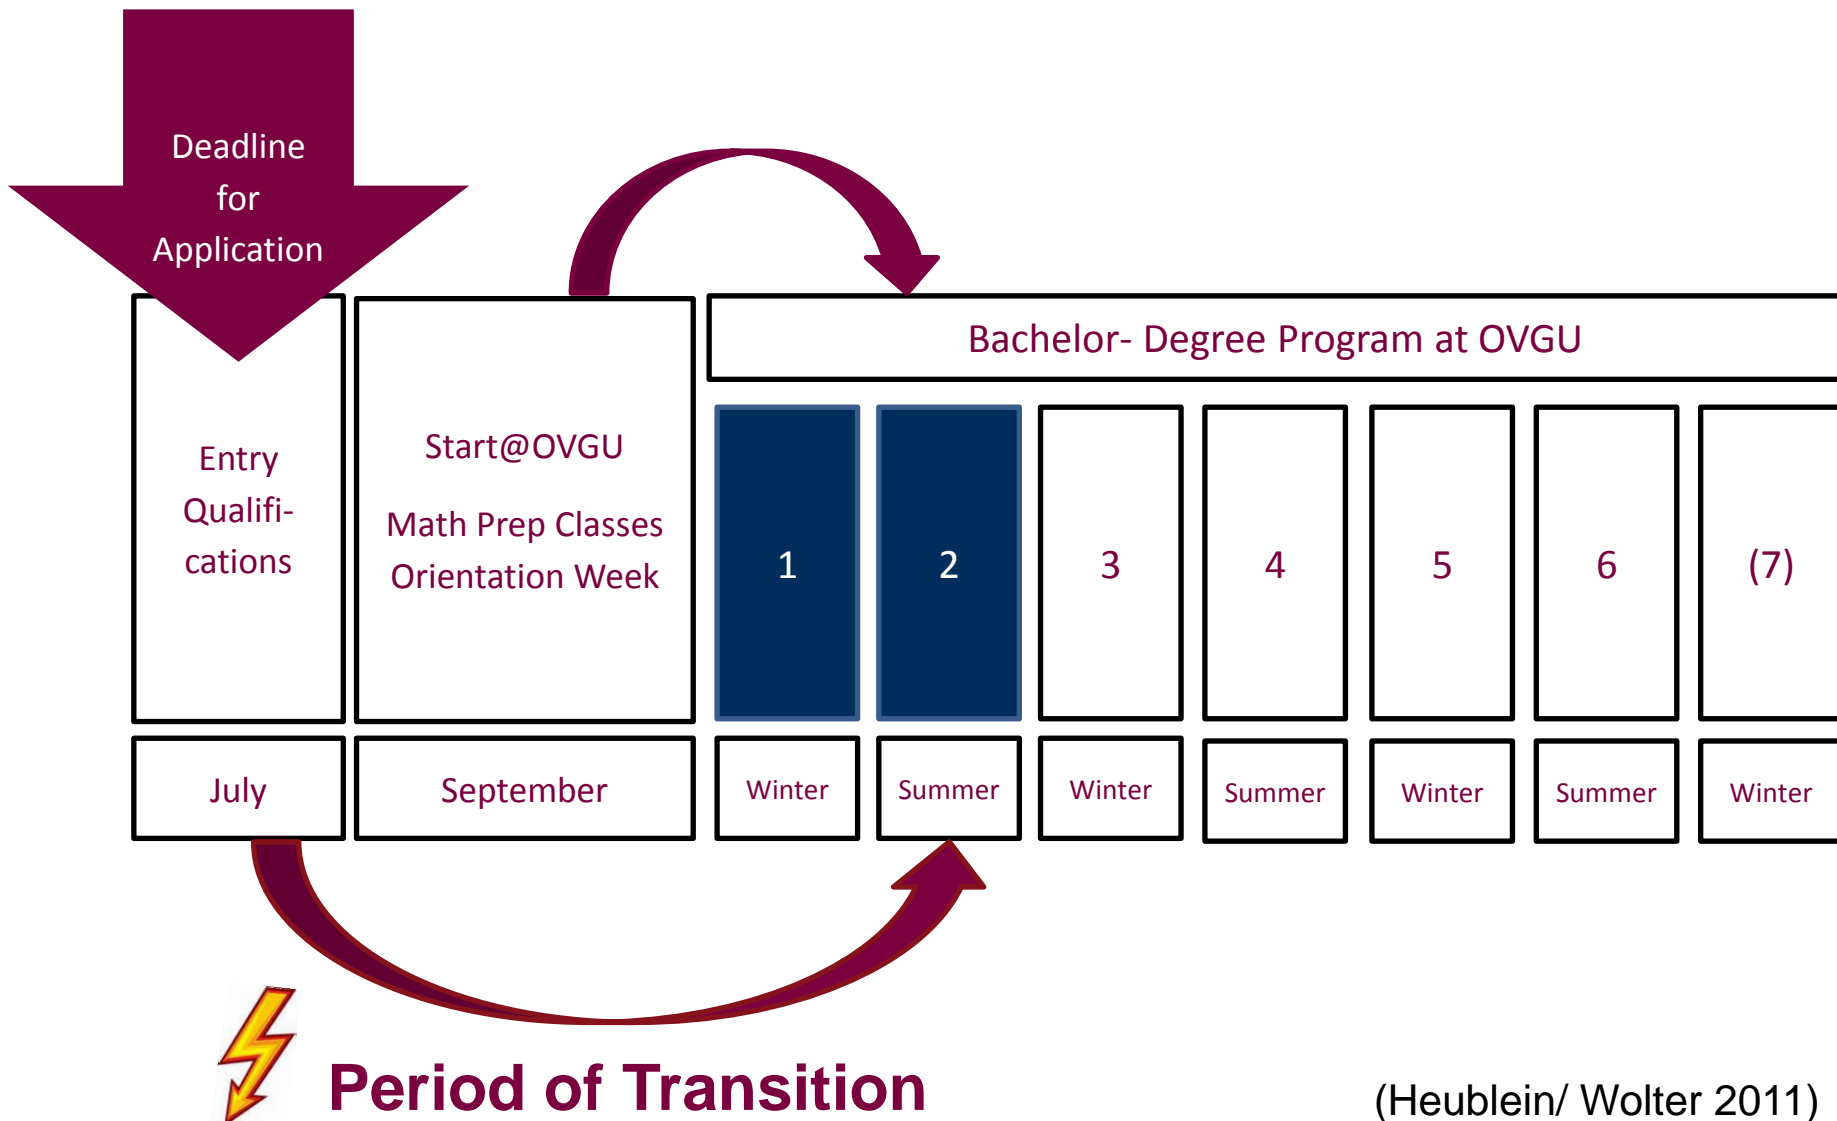 Deadline
for
Application
Bachelor- Degree Program at OVGU
Entry
Qualifi-
cations
Start@OVGU
Math Prep Classes
Orientation Week
1
2
3
4
5
6
(7)
July
September
Winter
Summer
Winter
Summer
Winter
Summer
Winter
Period of Transition
(Heublein/ Wolter 2011)